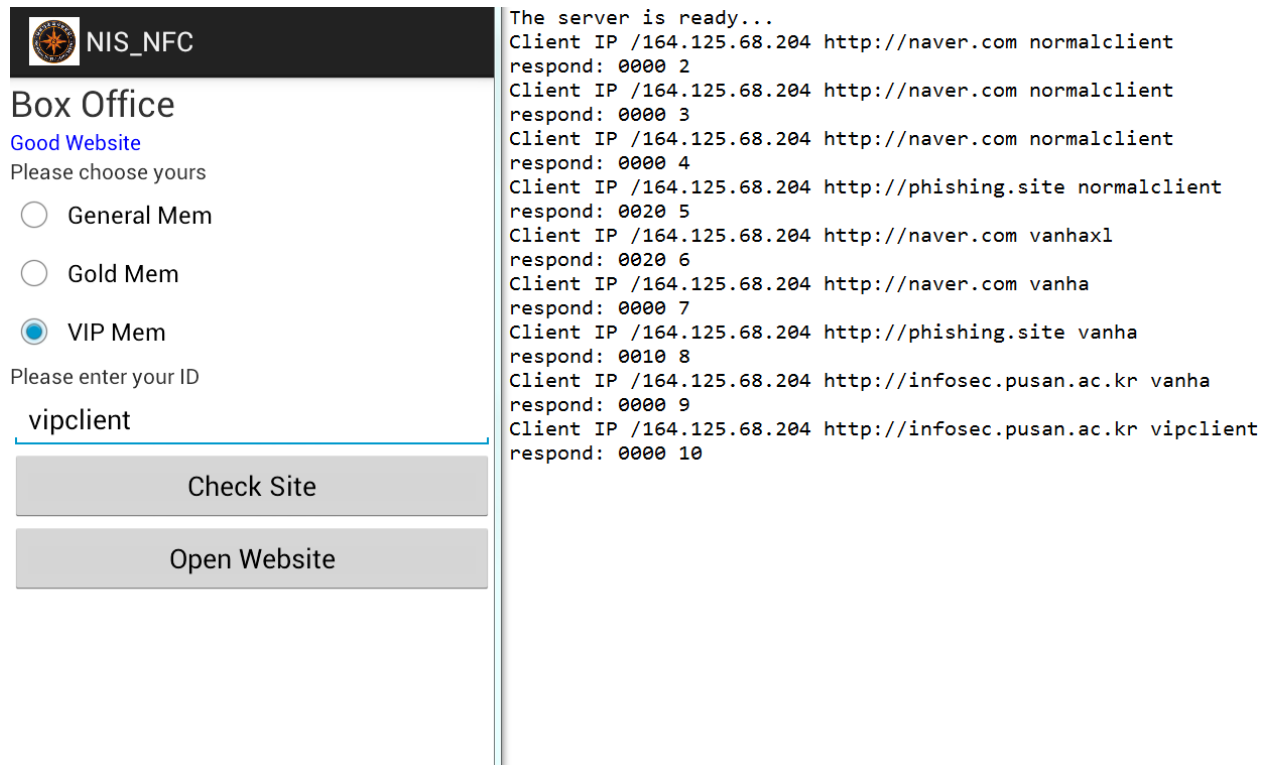 NIS_NFC
Box Office
Good Website
Please choose yours
General Mem
Gold Mem
VIP Mem
Please enter your ID
vipclient
Check Site
Open Website
The server is ready...
Client IP /164.125.68.204 http://naver.com normalclient
respond: 0000 2
Client IP /164.125.68.204 http://naver.com normalclient
respond: 0000 3
Client IP /164.125.68.204 http://naver.com normalclient
respond: 0000 4
Client IP /164.125.68.204 http://phishing.site normalclient
respond: 0020 5
Client IP /164.125.68.204 http://naver.com vanhaxl
respond: 0020 6
Client IP /164.125.68.204 http://naver.com vanha
respond: 0000 7
Client IP /164.125.68.204 http://phishing.site vanha
respond: 0010 8
Client IP /164.125.68.204 http://infosec.pusan.ac.kr vanha
respond: 0000 9
Client IP /164.125.68.204 http://infosec.pusan.ac.kr vipclient
respond: 0000 10